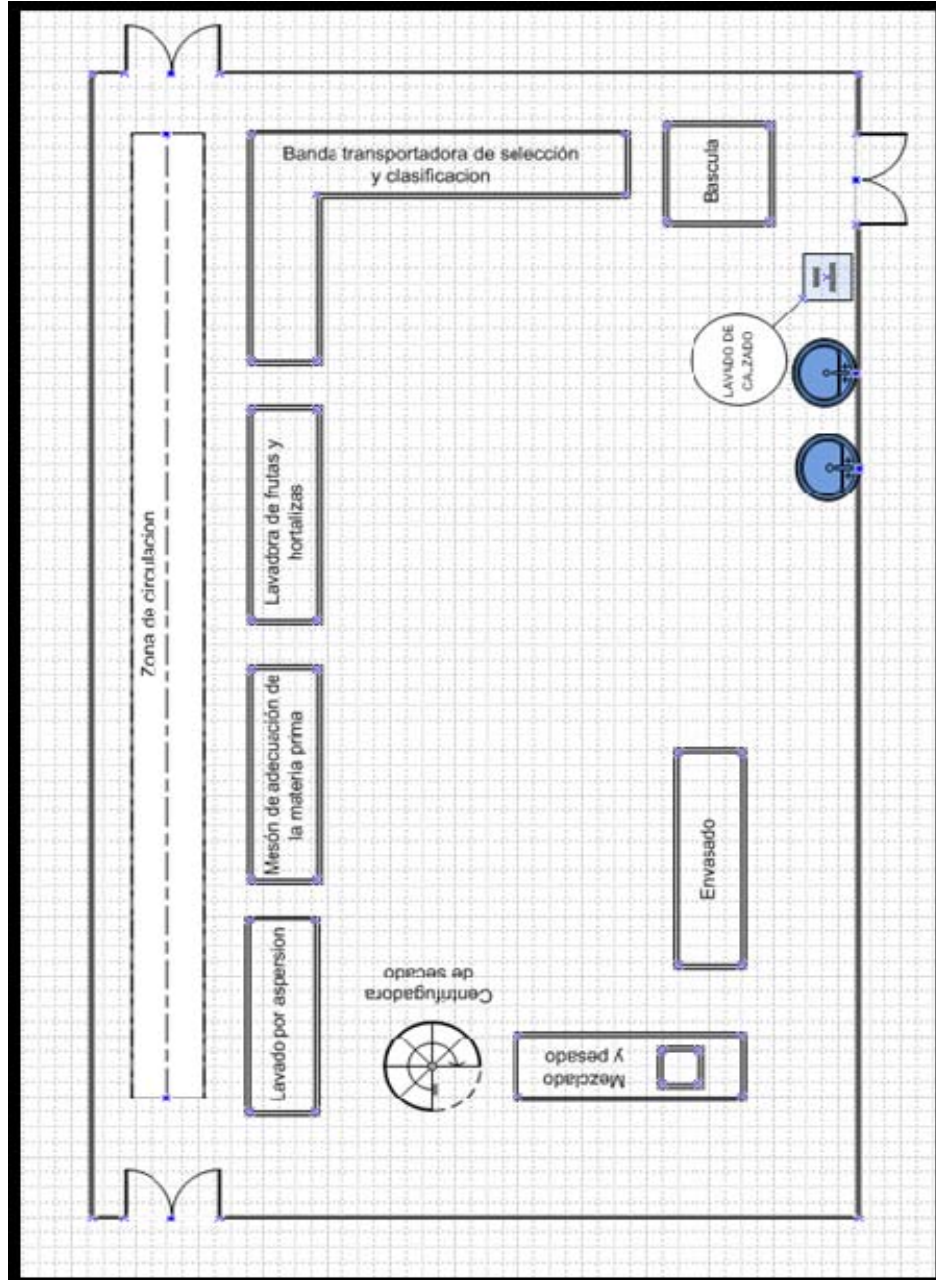 Banda transportadora de selección
y clasificacion
Bascula
LAVADO DE
CALZADO
Lavadora de frutas y
hortalizas
Zona de circulacion
Mesón de adecuación de
la materia prima
Envasado
Lavado por aspersion
Centrifugadora
de secado
Mezclado
y pesado